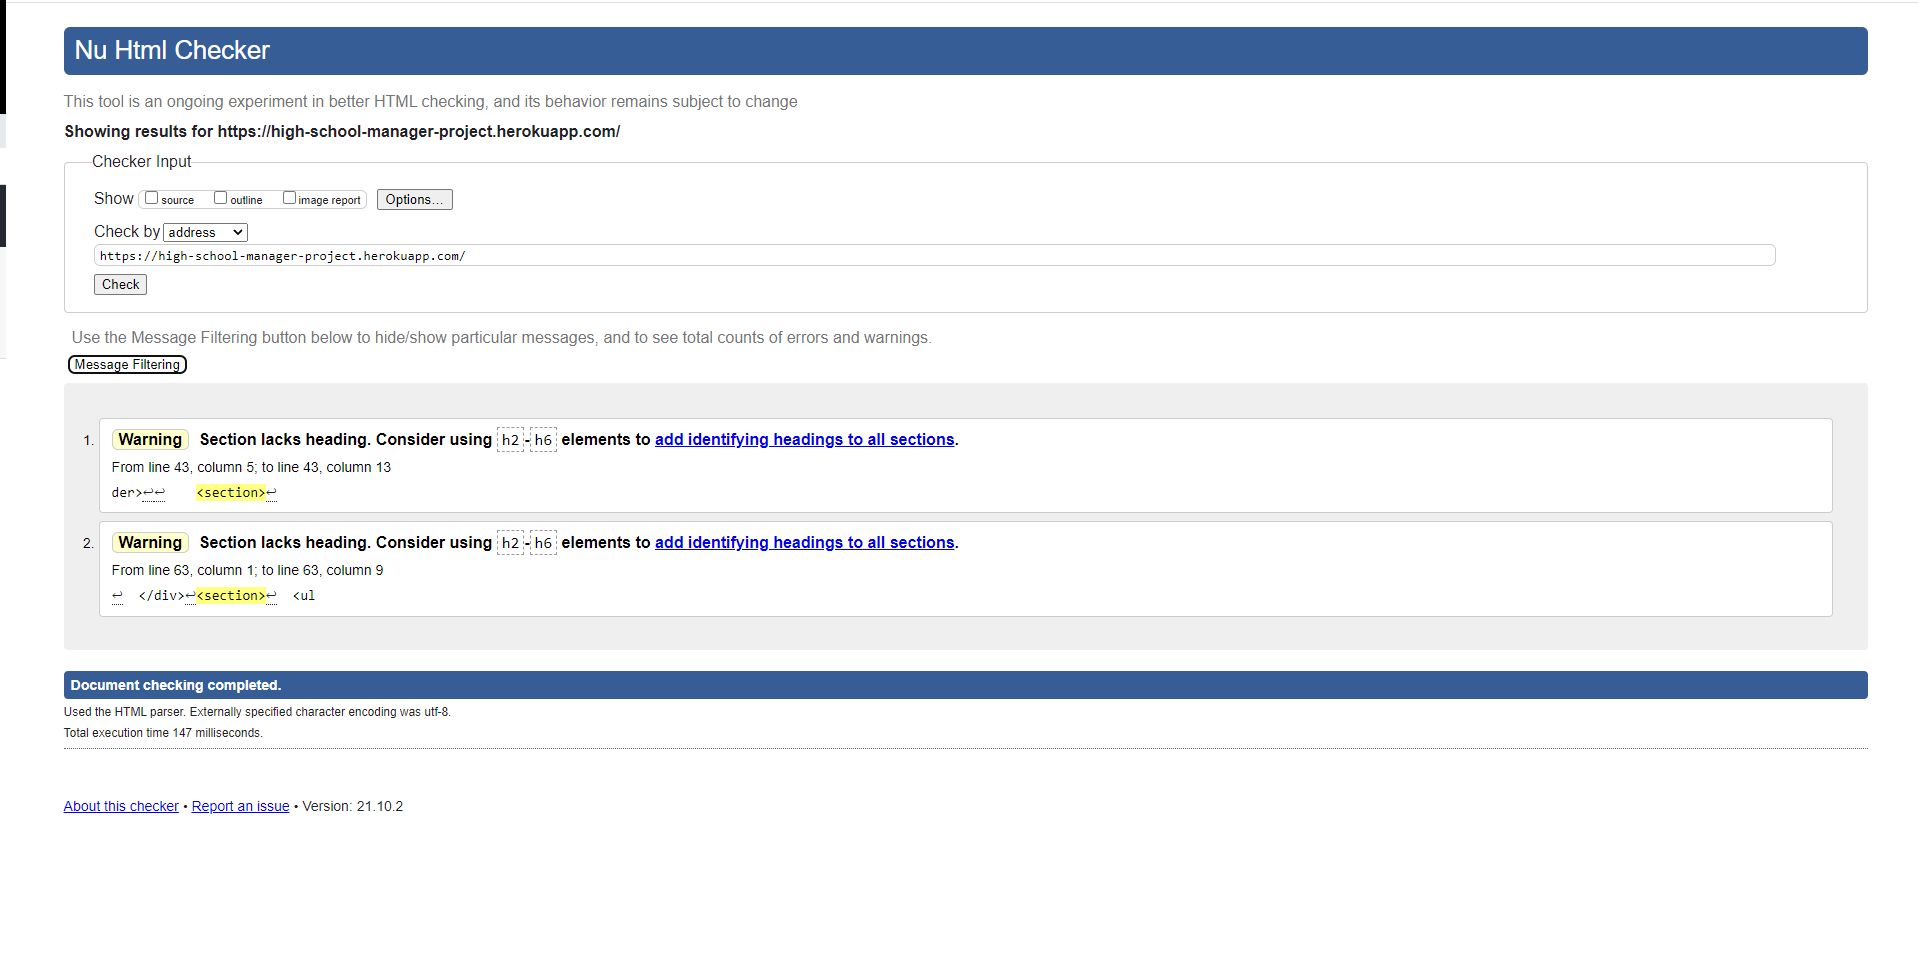 Nu Html Checker
This tool is an ongoing experiment in better HTML checking, and its behavior remains subject to change
Showing results for https://high-school-manager-project.herokuapp.com/
Checker Input
Show source outline image report Options...
Check by address
https://high-school-manager-project.herokuapp.com/
Check
Use the Message Filtering button below to hide/show particular messages, and to see total counts of errors and warnings.
Message Filtering
1. Warning Section lacks heading. Consider using h2-h6 elements to add identifying headings to all sections.
From line 43, column 5; to line 43, column 13
der>↩↩ <section>↩
2. Warning Section lacks heading. Consider using h2-h6 elements to add identifying headings to all sections.
From line 63, column 1; to line 63, column 9
↩ </div>↩<section>↩ <ul
Document checking completed.
Used the HTML parser. Externally specified character encoding was utf-8.
Total execution time 147 milliseconds.
About this checker • Report an issue • Version: 21.10.2